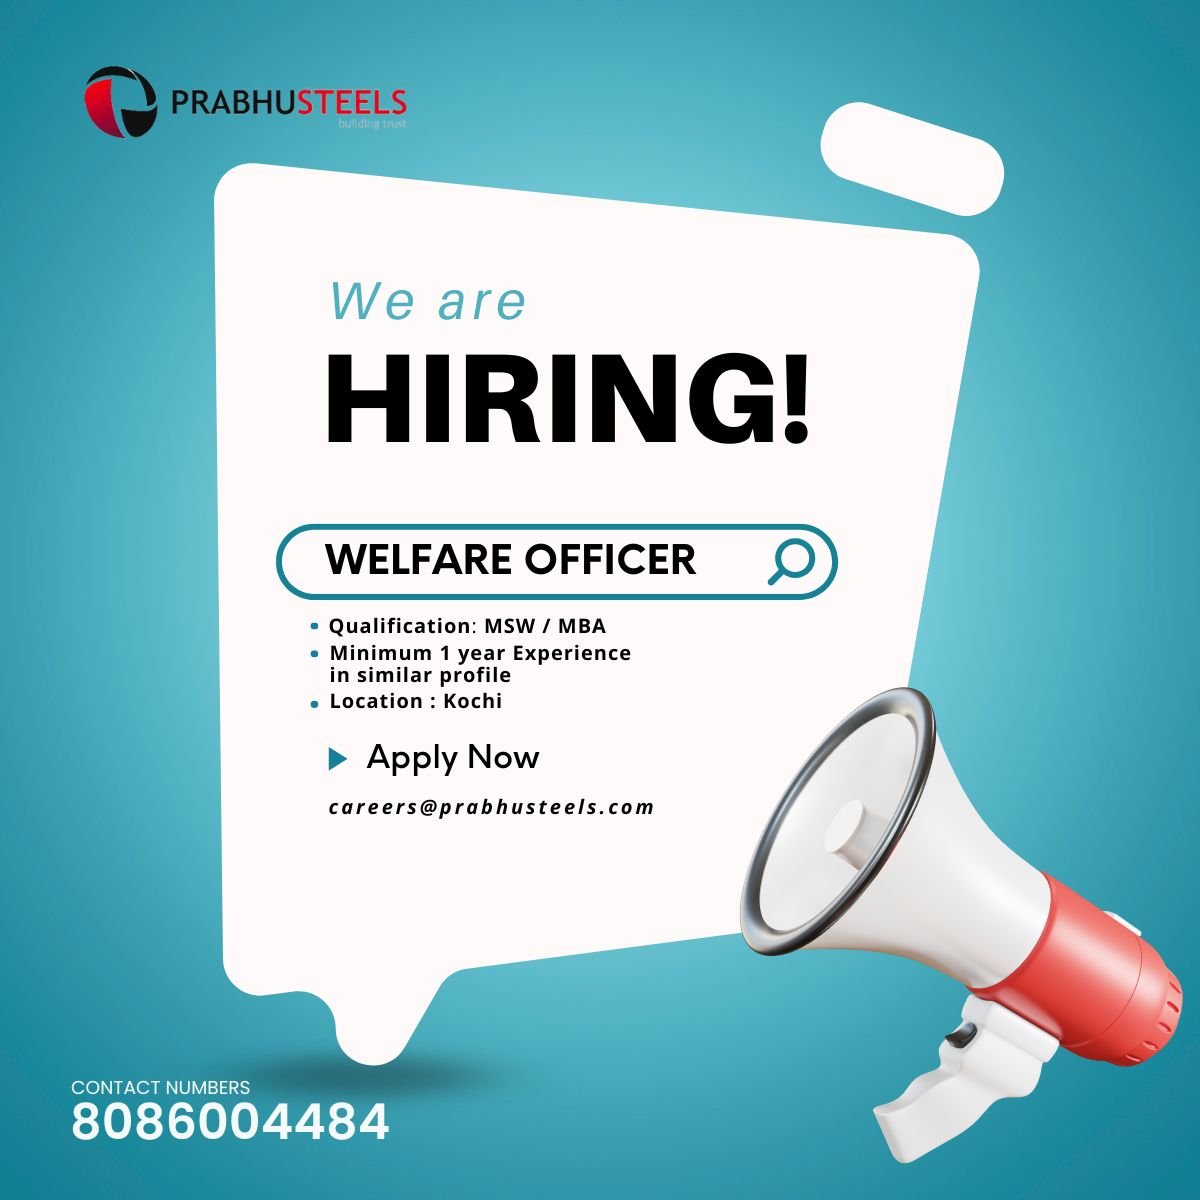 PRABHUSTEELS
building trust
We are
HIRING!
WELFARE OFFICER
Qualification: MSW / MBA
Minimum 1 year Experience
in similar profile
Location : Kochi
Apply Now
careers@prabhusteels.com
CONTACT NUMBERS
8086004484